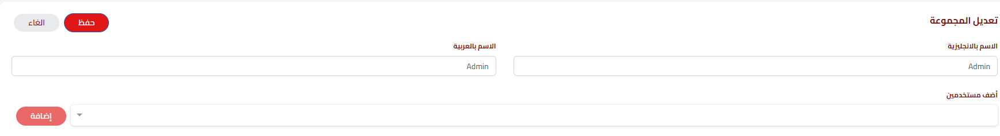 تعديل المجموعة
حفظ
الغاء
الاسم بالانجليزية
الاسم بالعربية
Admin
Admin
أضف مستخدمين
إضافة